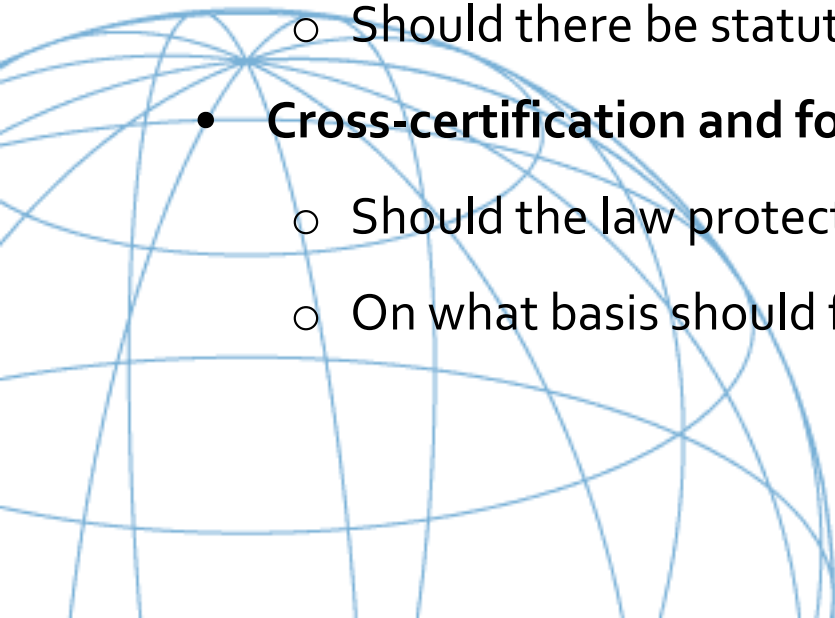 ○ Should there be statut
• Cross-certification and fo
○ Should the law protect
○ On what basis should f